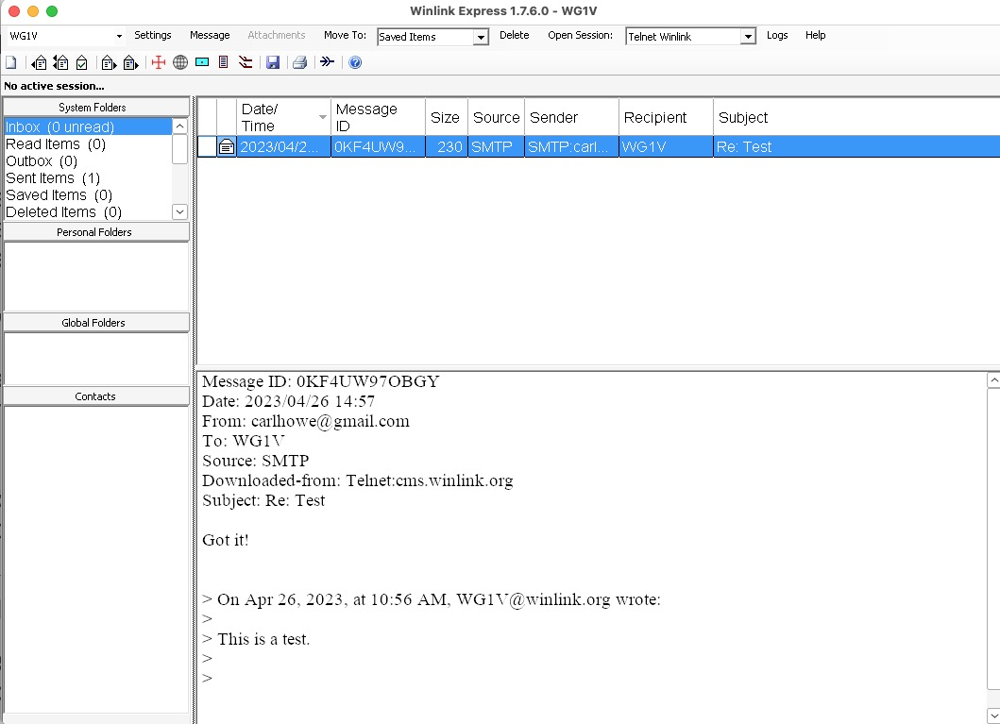 Winlink Express 1.7.6.0 - WG1V
WG1V Settings Message Attachments Move To: Saved Items Delete Open Session: Telnet Winlink Logs Help
No active session...
System Folders
Inbox (0 unread)
Read Items (0)
Outbox (0)
Sent Items (1)
Saved Items (0)
Deleted Items (0)
Personal Folders
Global Folders
Contacts
Date/
Time Message
ID Size Source Sender Recipient Subject
2023/04/2... 0KF4UW9... 230 SMTP SMTP:carl... WG1V Re: Test
Message ID: 0KF4UW97OBGY
Date: 2023/04/26 14:57
From: carlhowe@gmail.com
To: WG1V
Source: SMTP
Downloaded-from: Telnet:cms.winlink.org
Subject: Re: Test
Got it!
> On Apr 26, 2023, at 10:56 AM, WG1V@winlink.org wrote:
>
> This is a test.
>
>